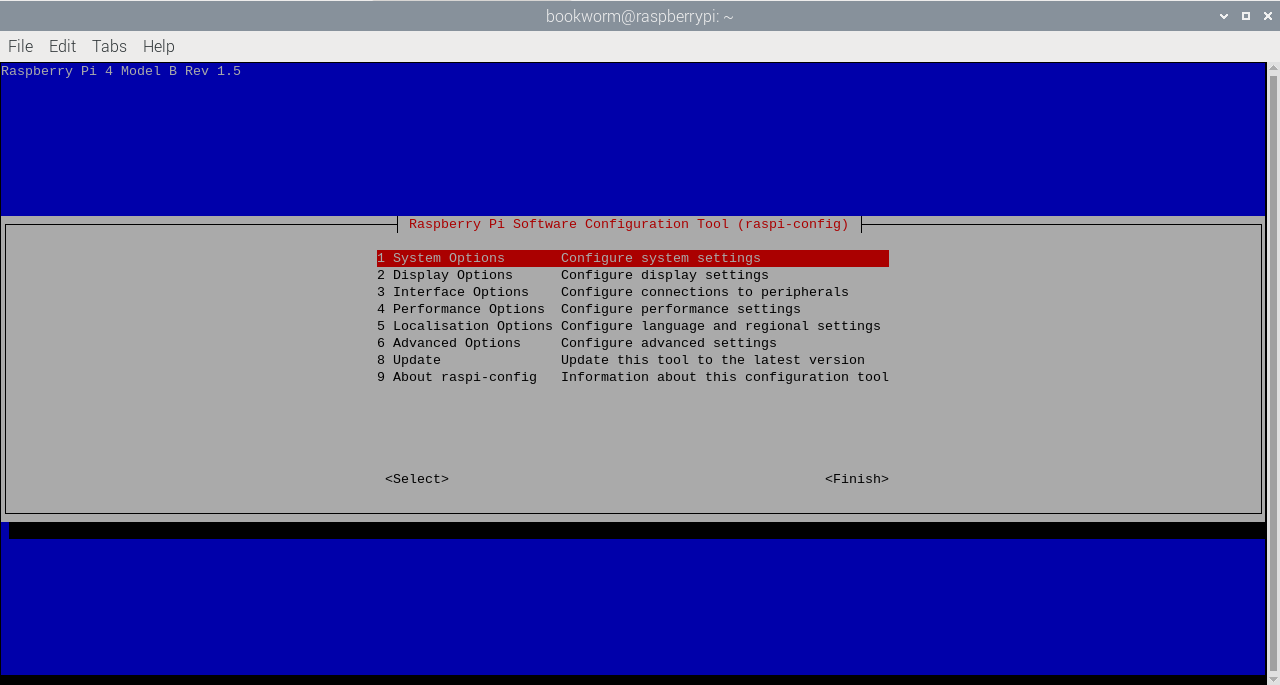 bookworm@raspberrypi: ~
File Edit Tabs Help
Raspberry Pi 4 Model B Rev 1.5
Raspberry Pi Software Configuration Tool (raspi-config)
1 System Options       Configure system settings
2 Display Options      Configure display settings
3 Interface Options    Configure connections to peripherals
4 Performance Options  Configure performance settings
5 Localisation Options Configure language and regional settings
6 Advanced Options     Configure advanced settings
8 Update               Update this tool to the latest version
9 About raspi-config   Information about this configuration tool
<Select> <Finish>